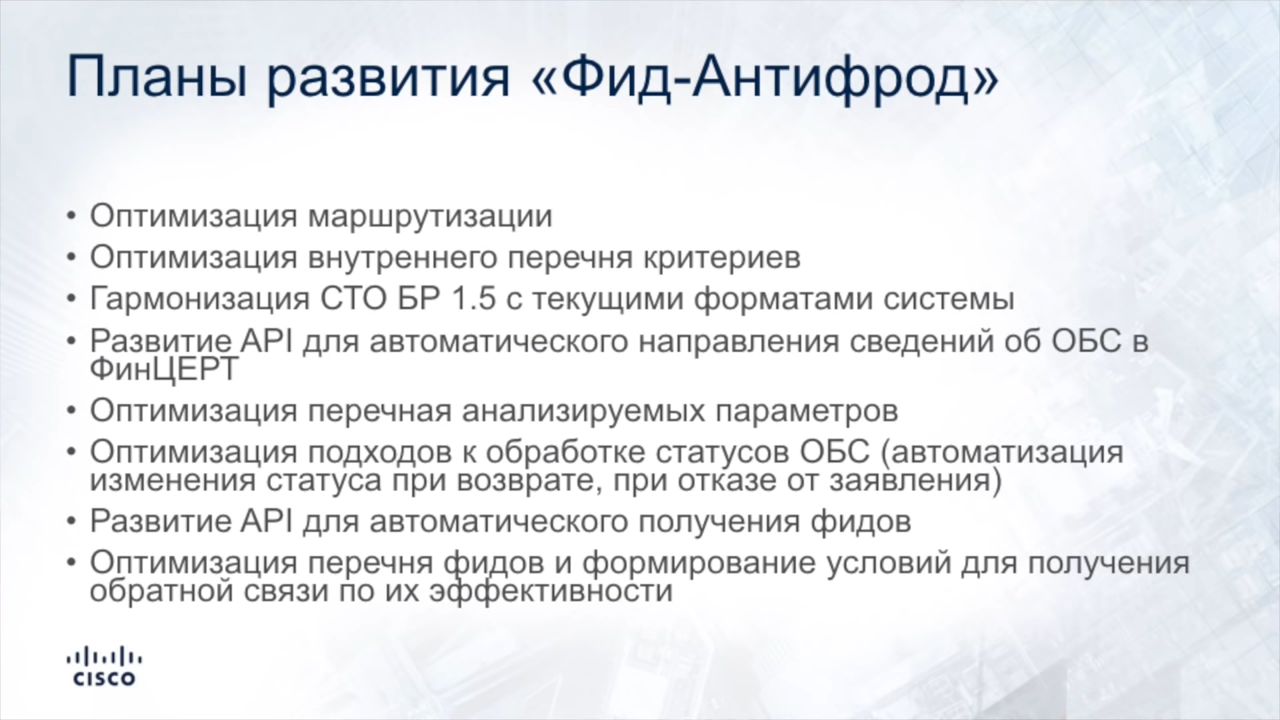 Планы развития «Фид-Антифрод»
• Оптимизация маршрутизации
• Оптимизация внутреннего перечня критериев
• Гармонизация СТО БР 1.5 с текущими форматами системы
• Развитие API для автоматического направления сведений об ОБС в
ФинЦЕРТ
• Оптимизация перечная анализируемых параметров
• Оптимизация подходов к обработке статусов ОБС (автоматизация
изменения статуса при возврате, при отказе от заявления)
• Развитие API для автоматического получения фидов
• Оптимизация перечня фидов и формирование условий для получения
обратной связи по их эффективности
CISCO